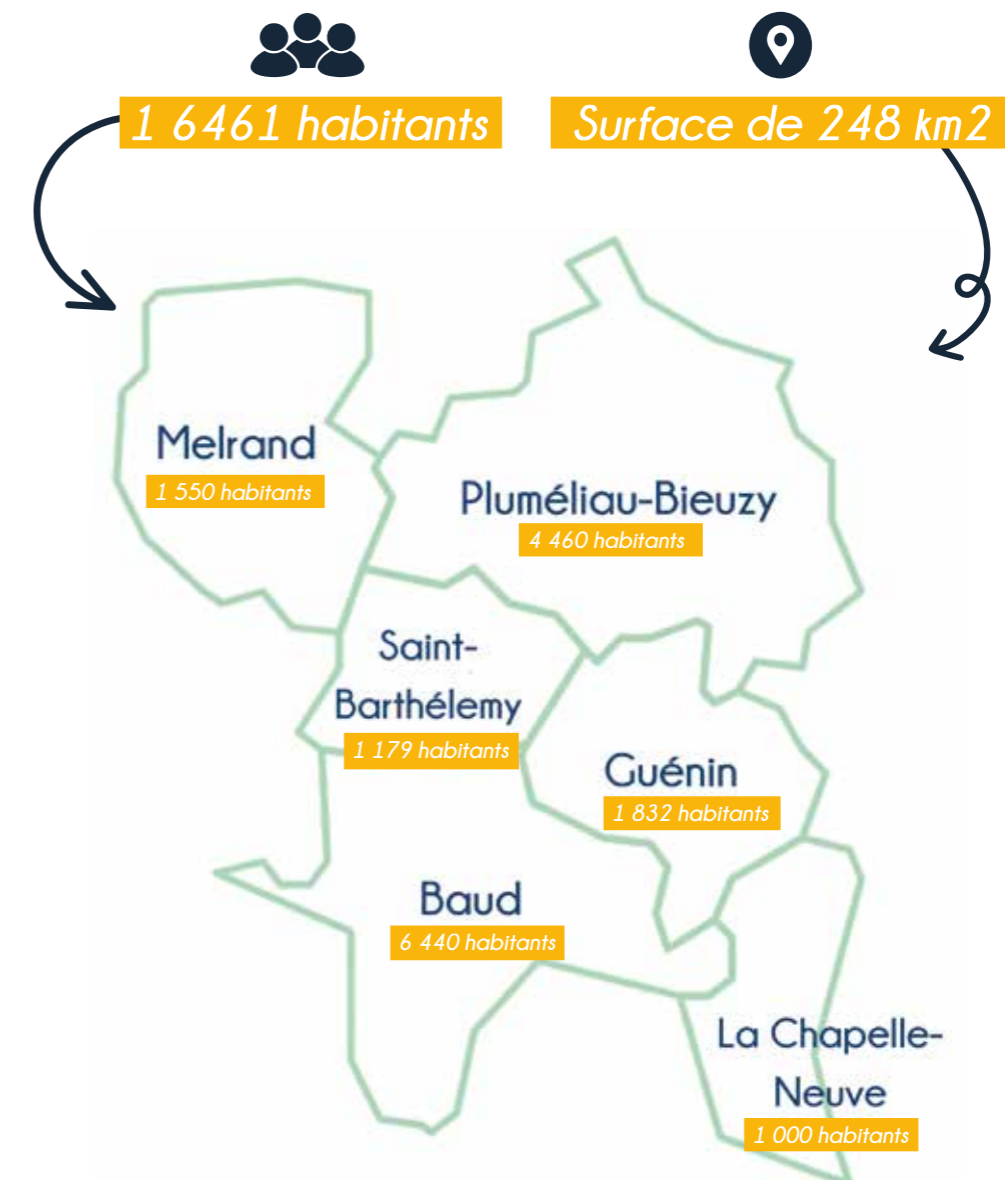 1 6461 habitants
Surface de 248 km2
Melrand
1 550 habitants
Pluméliau-Bieuzy
4 460 habitants
Saint-
Barthélemy
1 179 habitants
Guénin
1 832 habitants
Baud
6 440 habitants
La Chapelle-
Neuve
1 000 habitants